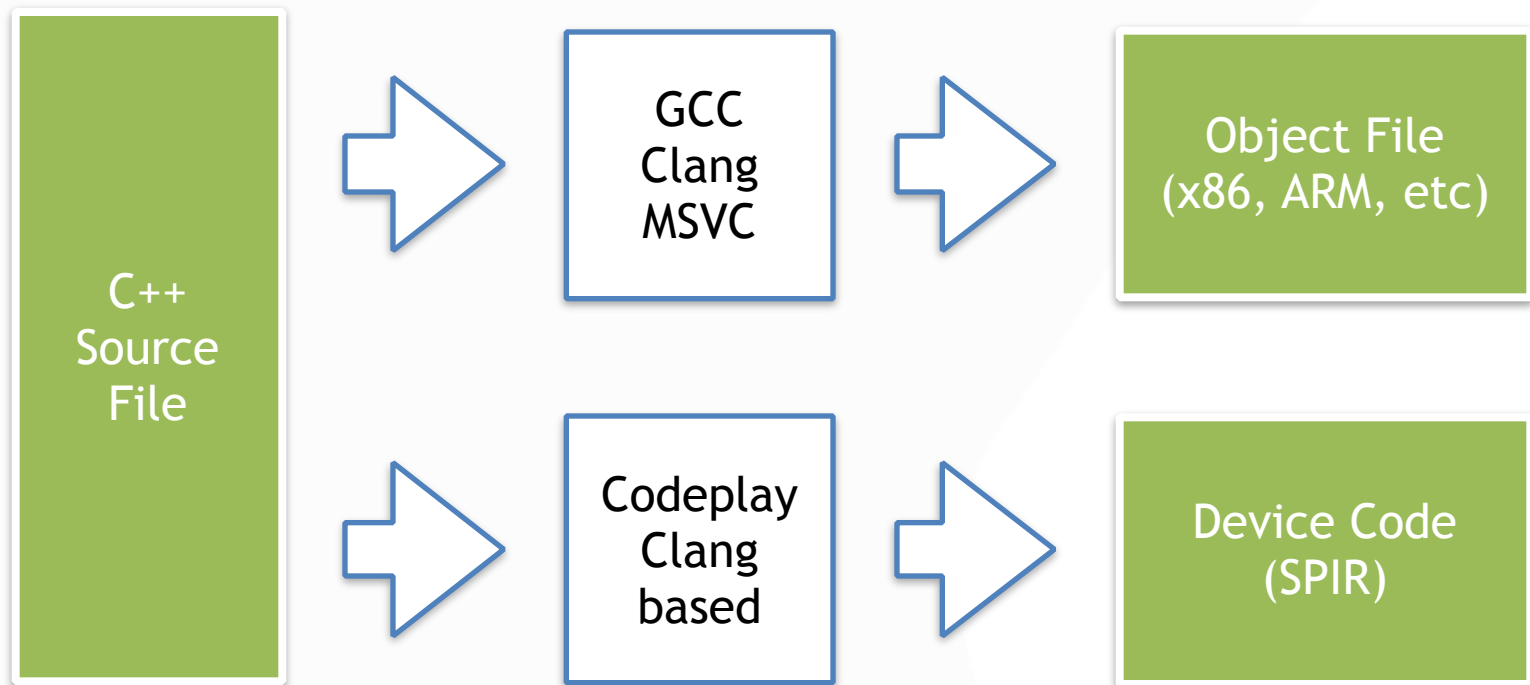 C++
Source
File
GCC
Clang
MSVC
Object File
(x86, ARM, etc)
Codeplay
Clang
based
Device Code
(SPIR)